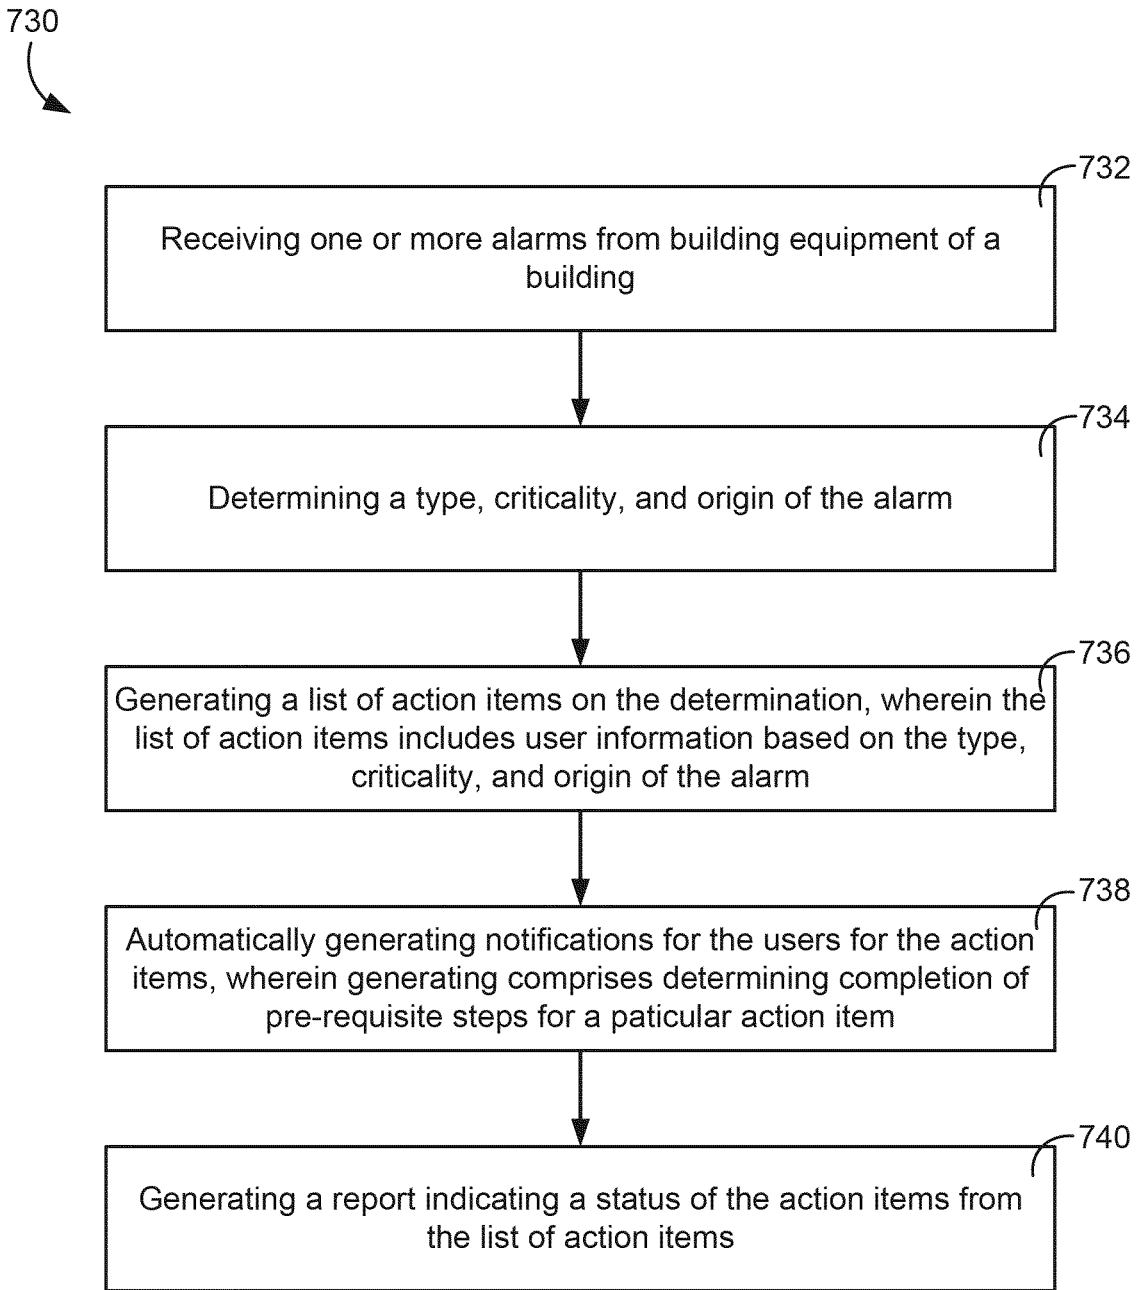 730
732
Receiving one or more alarms from building equipment of a
building
734
Determining a type, criticality, and origin of the alarm
736
Generating a list of action items on the determination, wherein the
list of action items includes user information based on the type,
criticality, and origin of the alarm
738
Automatically generating notifications for the users for the action
items, wherein generating comprises determining completion of
pre-requisite steps for a paticular action item
740
Generating a report indicating a status of the action items from
the list of action items